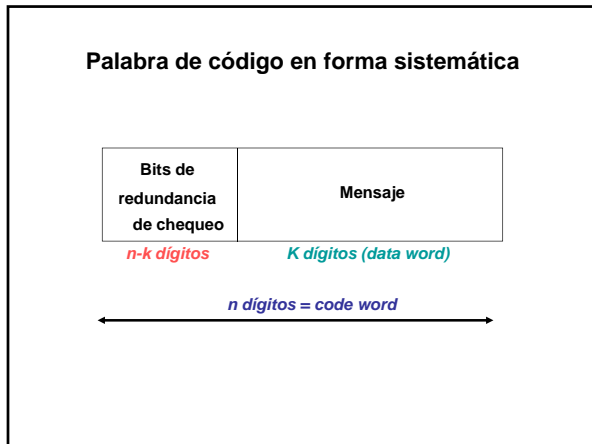 Palabra de código en forma sistemática
Bits de
redundancia
de chequeo
Mensaje
n-k dígitos
K dígitos (data word)
n dígitos = code word